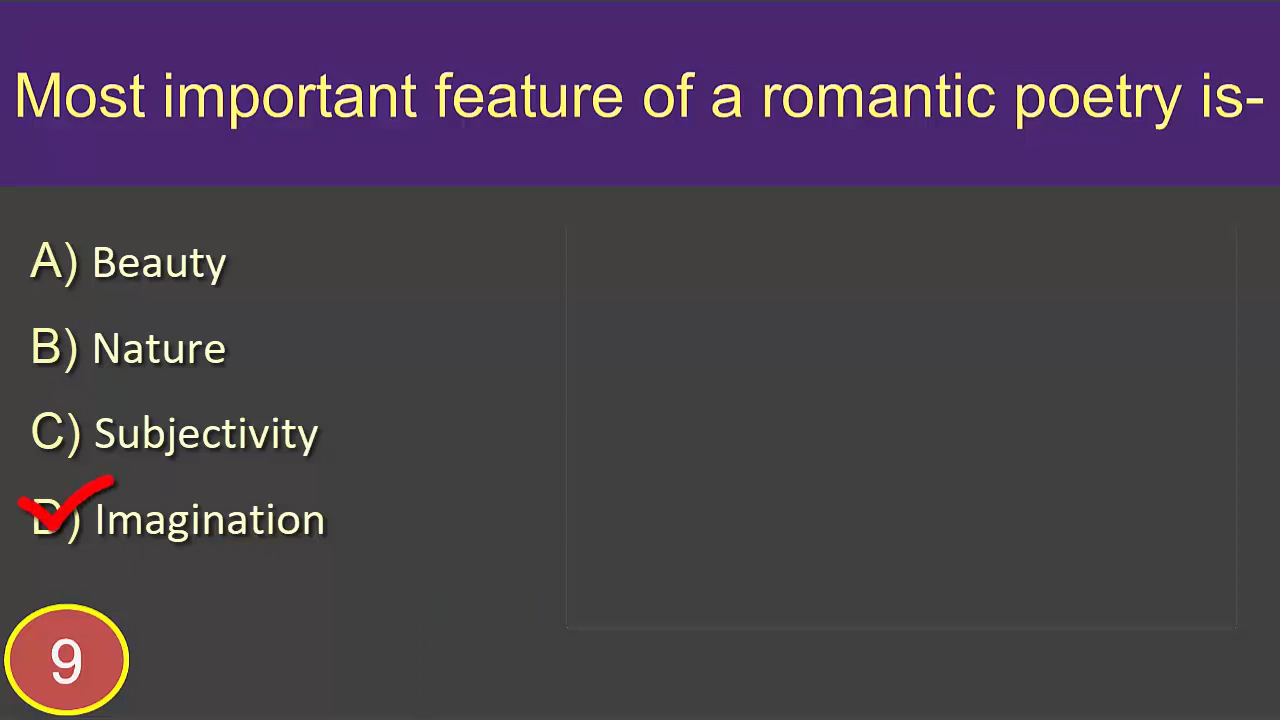 Most important feature of a romantic poetry is-
A) Beauty
B) Nature
C) Subjectivity
D) Imagination
9